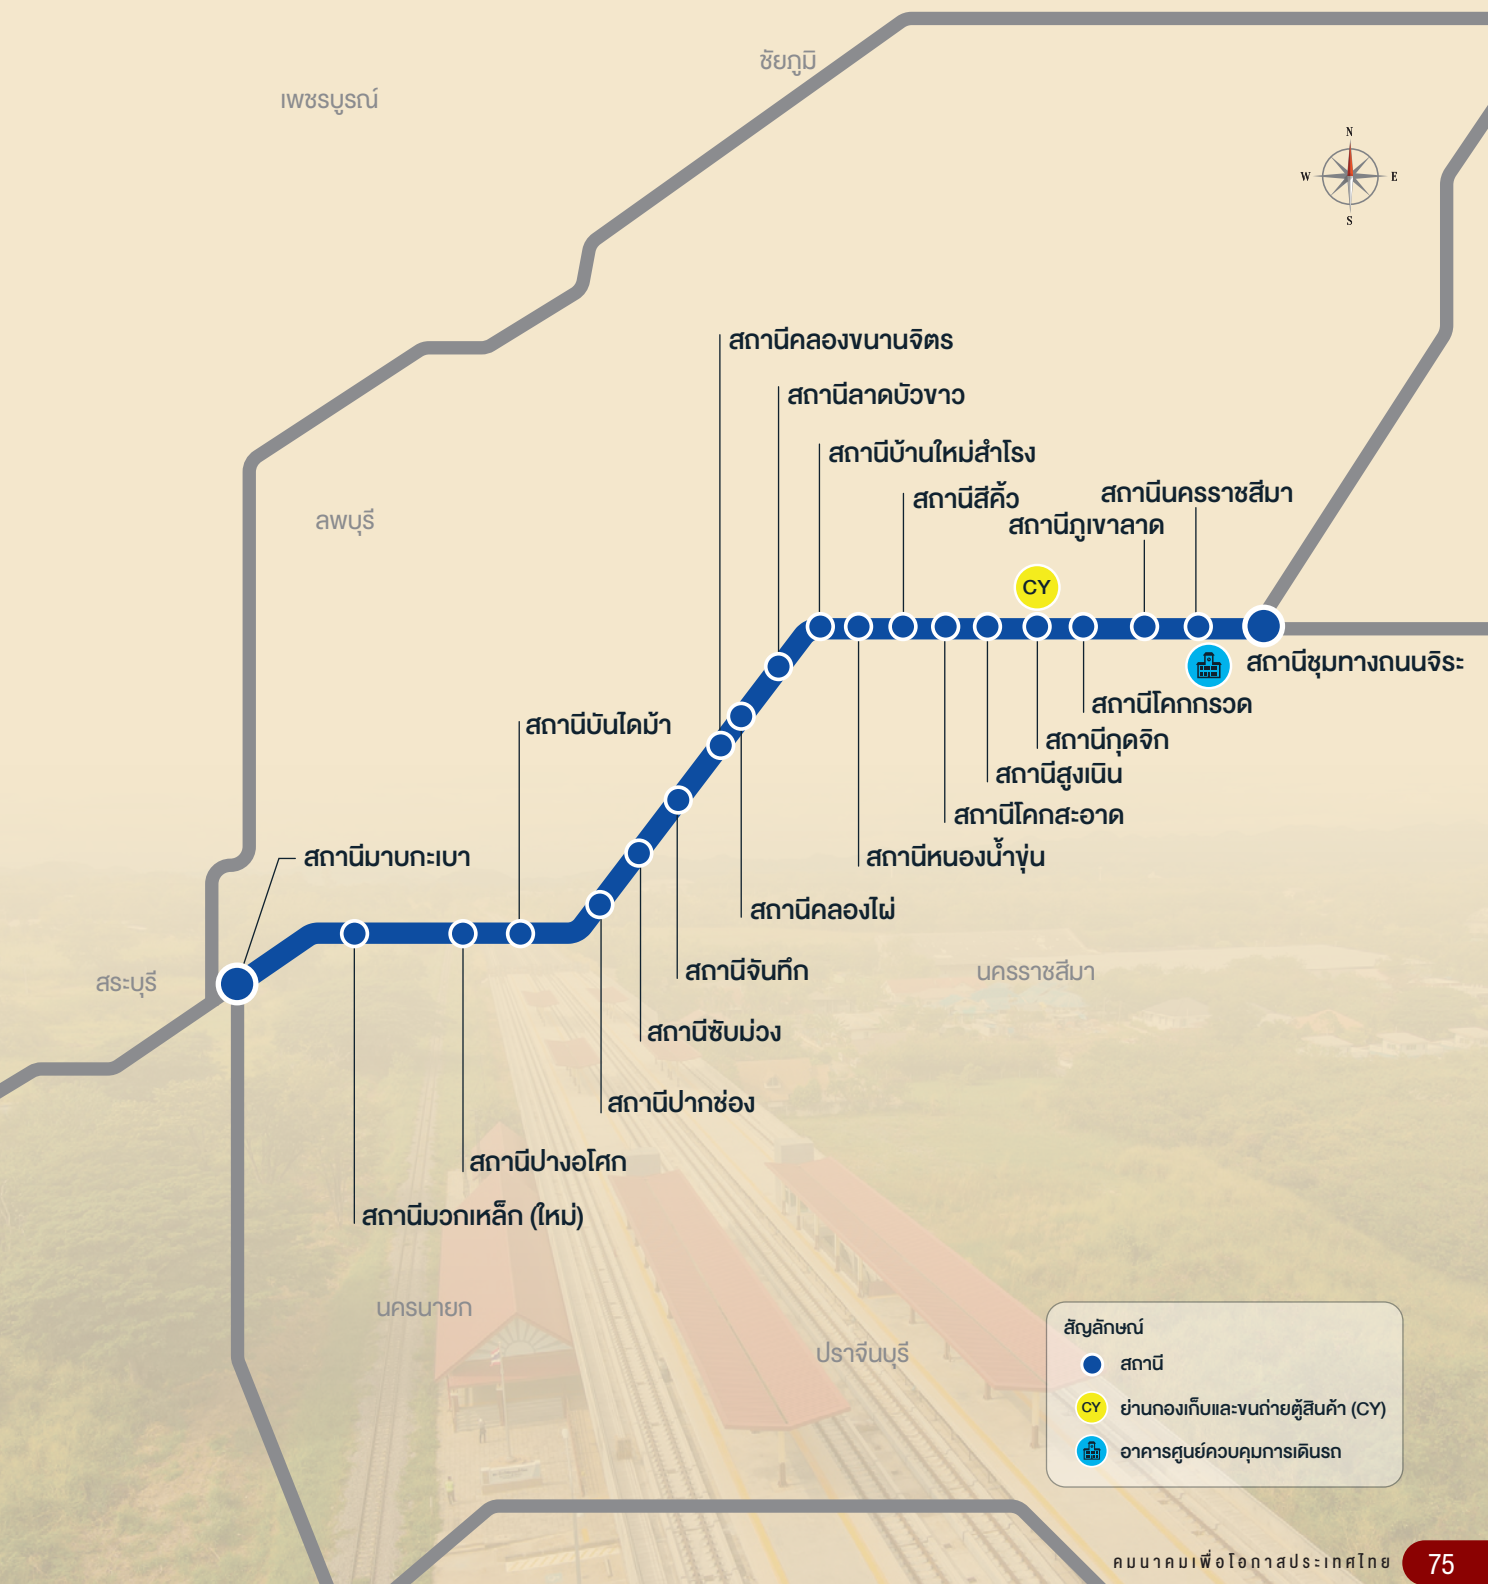 ชัยภูมิ
เพชรบูรณ์
N
W
E
S
สถานีคลองขนานจิตร
สถานีลาดบัวขาว
สถานีบ้านใหม่สำโรง
สถานีสีคิ้ว
สถานีนครราชสีมา
สถานีภูเขาลาด
ลพบุรี
CY
สถานีชุมทางถนนจิระ
สถานีโคกกรวด
สถานีบันไดม้า
สถานีกุดจิก
สถานีสูงเนิน
สถานีโคกสะอาด
สถานีมาบกะเบา
สถานีหนองน้ำขุ่น
สถานีคลองไผ่
สถานีจันทึก
นครราชสีมา
สระบุรี
สถานีซับม่วง
สถานีปากช่อง
สถานีปางอโศก
สถานีมวกเหล็ก (ใหม่)
นครนายก
ปราจีนบุรี
สัญลักษณ์
สถานี
CY ย่านกองเก็บและขนถ่ายตู้สินค้า (CY)
อาคารศูนย์ควบคุมการเดินรถ
คมนาคมเพื่อโอกาสประเทศไทย 75